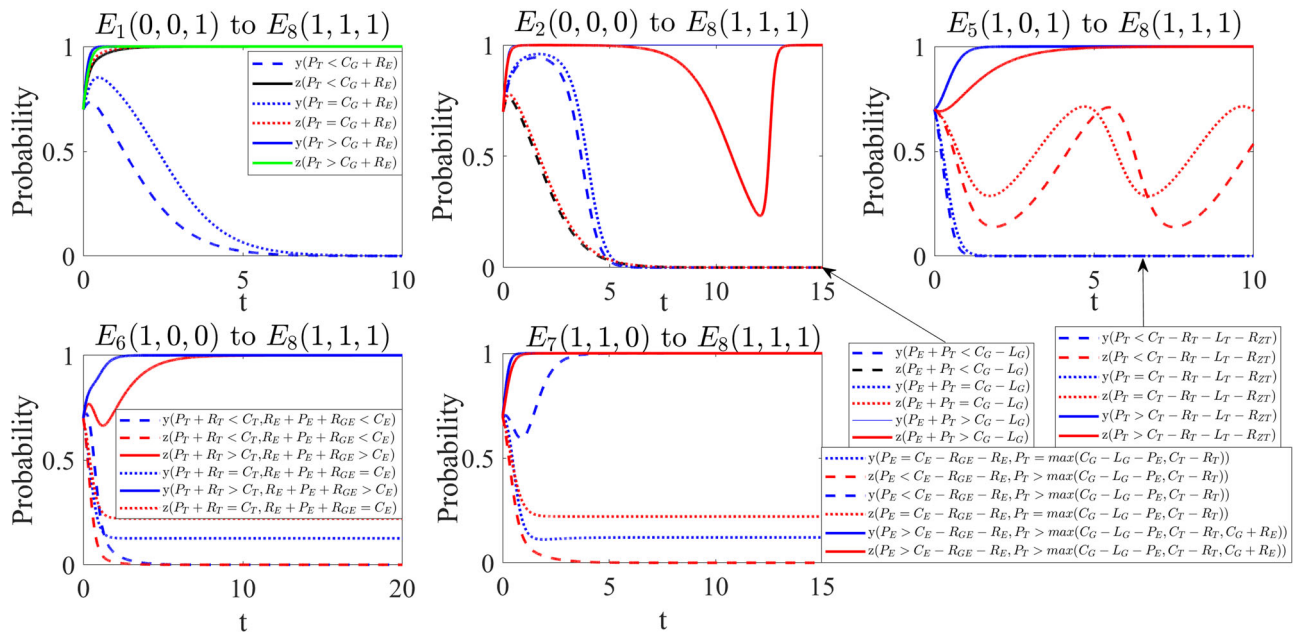 E1(0, 0, 1) to E8(1, 1, 1)
Probability
1
0.5
0
0
5
10
t
y(PT < CG + RE)
z(PT < CG + RE)
y(PT = CG + RE)
z(PT = CG + RE)
y(PT > CG + RE)
z(PT > CG + RE)
E2(0, 0, 0) to E8(1, 1, 1)
Probability
1
0.5
0
0
5
10
15
t
E5(1, 0, 1) to E8(1, 1, 1)
Probability
1
0.5
0
0
5
10
t
E6(1, 0, 0) to E8(1, 1, 1)
Probability
1
0.5
0
0
5
10
15
20
t
y(PT + RT < CT, RE + PE + RGE < CE)
z(PT + RT < CT, RE + PE + RGE < CE)
z(PT + RT > CT, RE + PE + RGE > CE)
y(PT + RT = CT, RE + PE + RGE = CE)
y(PT + RT > CT, RE + PE + RGE > CE)
z(PT + RT = CT, RE + PE + RGE = CE)
E7(1, 1, 0) to E8(1, 1, 1)
Probability
1
0.5
0
0
5
10
15
t
y(PE + PT < CG − LG)
z(PE + PT < CG − LG)
y(PE + PT = CG − LG)
z(PE + PT = CG − LG)
y(PE + PT > CG − LG)
z(PE + PT > CG − LG)
y(PT < CT − RT − LT − RZT)
z(PT < CT − RT − LT − RZT)
y(PT = CT − RT − LT − RZT)
z(PT = CT − RT − LT − RZT)
y(PT > CT − RT − LT − RZT)
z(PT > CT − RT − LT − RZT)
y(PE = CE − RGE − RE, PT = max(CG − LG − PE, CT − RT))
z(PE < CE − RGE − RE, PT > max(CG − LG − PE, CT − RT))
y(PE < CE − RGE − RE, PT > max(CG − LG − PE, CT − RT))
z(PE = CE − RGE − RE, PT = max(CG − LG − PE, CT − RT))
y(PE > CE − RGE − RE, PT > max(CG − LG − PE, CT − RT, CG + RE))
z(PE > CE − RGE − RE, PT > max(CG − LG − PE, CT − RT, CG + RE))